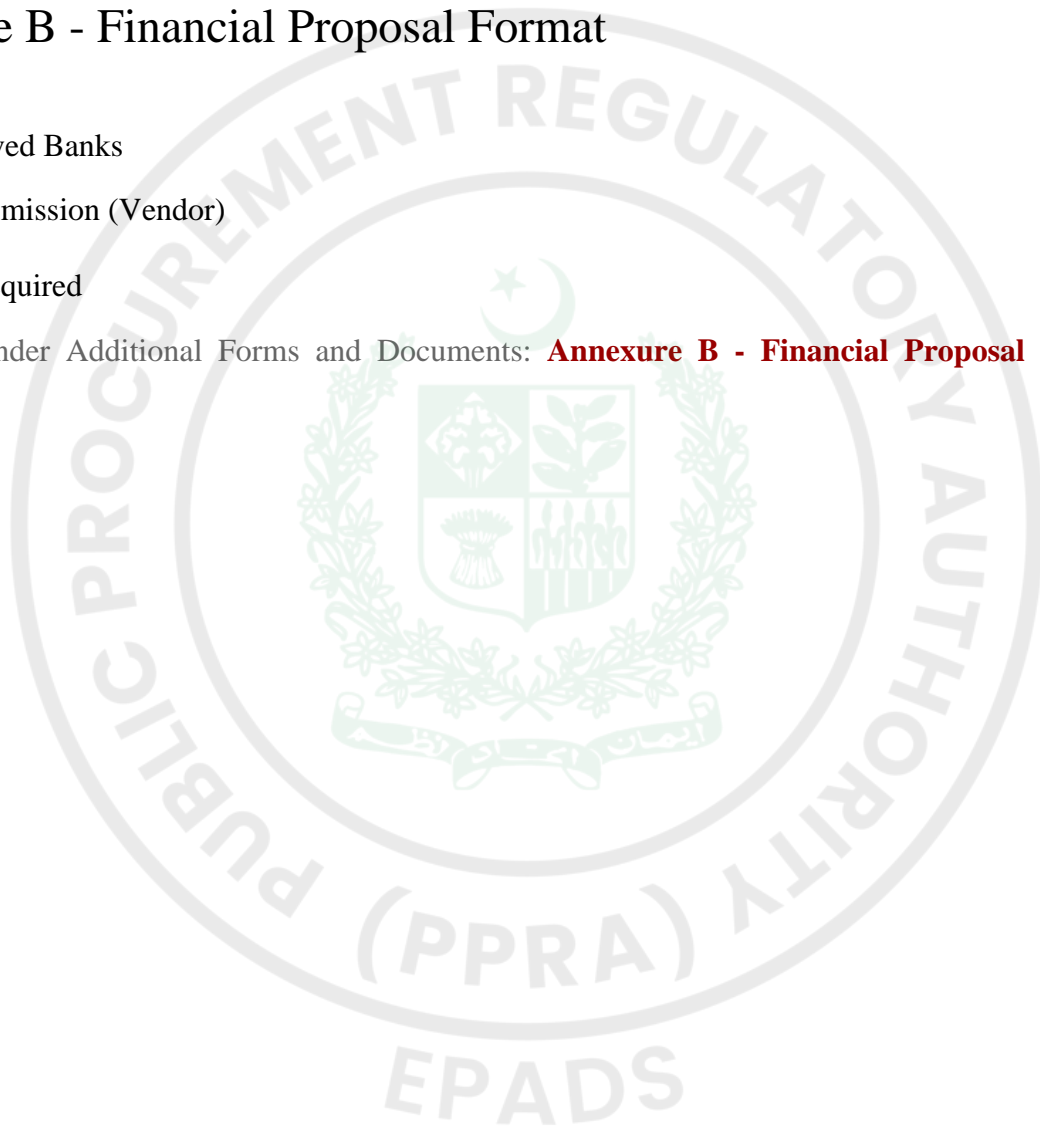 e B - Financial Proposal Format
ved Banks
mission (Vendor)
quired
nder Additional Forms and Documents: Annexure B - Financial Proposal
PUBLIC PROCUREMENT REGULATORY AUTHORITY
(PPRA)
EPADS